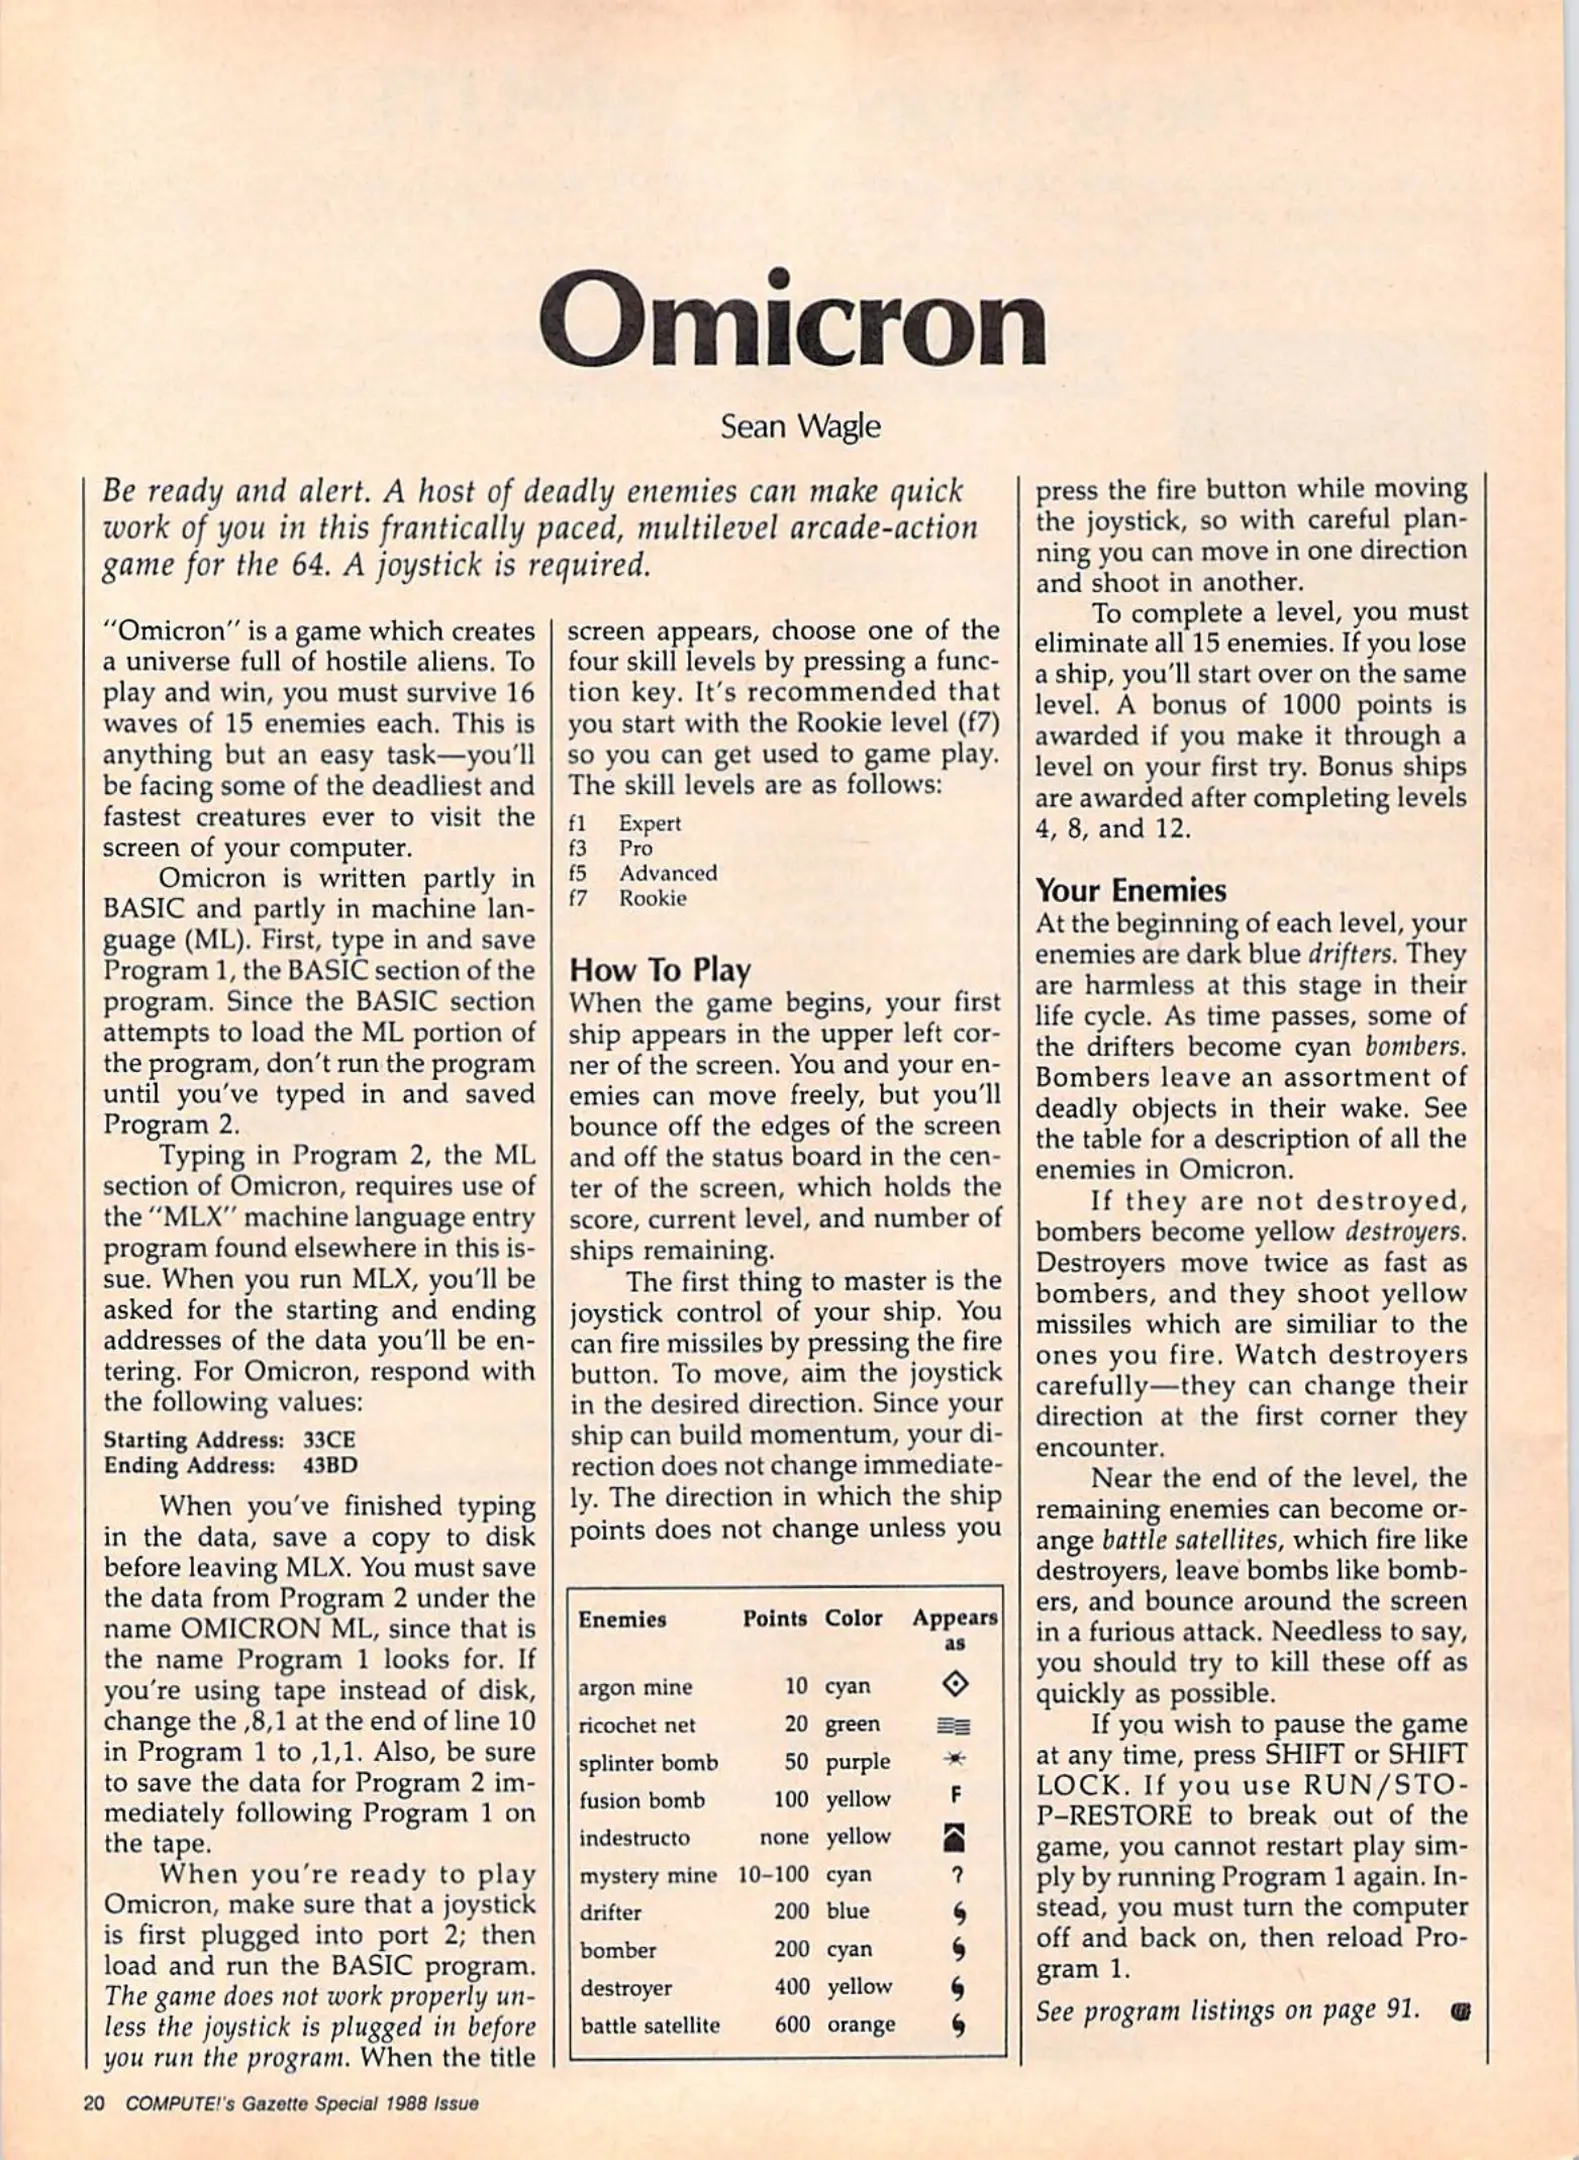 Omicron
Sean Wagle
Be ready and alert. A host of deadly enemies can make quick
work of you in this frantically paced, multilevel arcade-action
game for the 64. A joystick is required.
"Omicron" is a game which creates
a universe full of hostile aliens. To
play and win, you must survive 16
waves of 15 enemies each. This is
anything but an easy task—you'll
be facing some of the deadliest and
fastest creatures ever to visit the
screen of your computer.
Omicron is written partly in
BASIC and partly in machine lan-
guage (ML). First, type in and save
Program 1, the BASIC section of the
program. Since the BASIC section
attempts to load the ML portion of
the program, don't run the program
until you've typed in and saved
Program 2.
Typing in Program 2, the ML
section of Omicron, requires use of
the "MLX" machine language entry
program found elsewhere in this is-
sue. When you run MLX, you'll be
asked for the starting and ending
addresses of the data you'll be en-
tering. For Omicron, respond with
the following values:
Starting Address: 33CE
Ending Address: 43BD
When you've finished typing
in the data, save a copy to disk
before leaving MLX. You must save
the data from Program 2 under the
name OMICRON ML, since that is
the name Program 1 looks for. If
you're using tape instead of disk,
change the ,8,1 at the end of line 10
in Program 1 to ,1,1. Also, be sure
to save the data for Program 2 im-
mediately following Program 1 on
the tape.
When you're ready to play
Omicron, make sure that a joystick
is first plugged into port 2; then
load and run the BASIC program.
The game does not work properly un-
less the joystick is plugged in before
you run the program. When the title
screen appears, choose one of the
four skill levels by pressing a func-
tion key. It's recommended that
you start with the Rookie level (f7)
so you can get used to game play.
The skill levels are as follows:
f1 Expert
f3 Pro
f5 Advanced
f7 Rookie
How To Play
When the game begins, your first
ship appears in the upper left cor-
ner of the screen. You and your en-
emies can move freely, but you'll
bounce off the edges of the screen
and off the status board in the cen-
ter of the screen, which holds the
score, current level, and number of
ships remaining.
The first thing to master is the
joystick control of your ship. You
can fire missiles by pressing the fire
button. To move, aim the joystick
in the desired direction. Since your
ship can build momentum, your di-
rection does not change immediate-
ly. The direction in which the ship
points does not change unless you
Enemies Points Color Appears
as
argon mine 10 cyan
ricochet net 20 green
splinter bomb 50 purple
fusion bomb 100 yellow F
indestructo none yellow
mystery mine 10–100 cyan ?
drifter 200 blue
bomber 200 cyan
destroyer 400 yellow
battle satellite 600 orange
press the fire button while moving
the joystick, so with careful plan-
ning you can move in one direction
and shoot in another.
To complete a level, you must
eliminate all 15 enemies. If you lose
a ship, you'll start over on the same
level. A bonus of 1000 points is
awarded if you make it through a
level on your first try. Bonus ships
are awarded after completing levels
4, 8, and 12.
Your Enemies
At the beginning of each level, your
enemies are dark blue drifters. They
are harmless at this stage in their
life cycle. As time passes, some of
the drifters become cyan bombers.
Bombers leave an assortment of
deadly objects in their wake. See
the table for a description of all the
enemies in Omicron.
If they are not destroyed,
bombers become yellow destroyers.
Destroyers move twice as fast as
bombers, and they shoot yellow
missiles which are similiar to the
ones you fire. Watch destroyers
carefully—they can change their
direction at the first corner they
encounter.
Near the end of the level, the
remaining enemies can become or-
ange battle satellites, which fire like
destroyers, leave bombs like bomb-
ers, and bounce around the screen
in a furious attack. Needless to say,
you should try to kill these off as
quickly as possible.
If you wish to pause the game
at any time, press SHIFT or SHIFT
LOCK. If you use RUN/STO-
P–RESTORE to break out of the
game, you cannot restart play sim-
ply by running Program 1 again. In-
stead, you must turn the computer
off and back on, then reload Pro-
gram 1.
See program listings on page 91.
20 COMPUTE!'s Gazette Special 1988 Issue